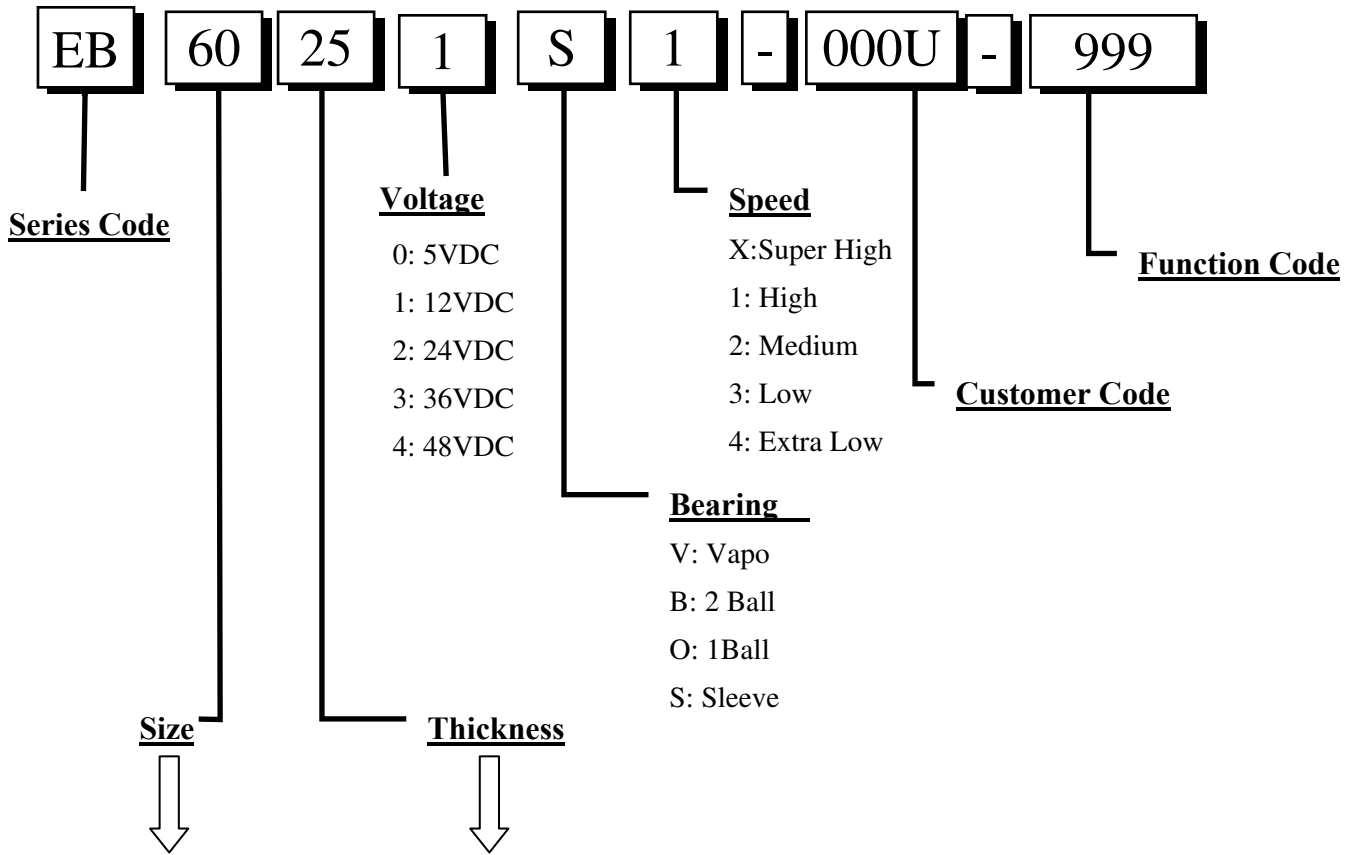 EB 60 25 1 S 1 - 000U - 999
Series Code
Voltage
0: 5VDC
1: 12VDC
2: 24VDC
3: 36VDC
4: 48VDC
Speed
X:Super High
1: High
2: Medium
3: Low
4: Extra Low
Function Code
Customer Code
Bearing
V: Vapo
B: 2 Ball
O: 1Ball
S: Sleeve
Size
Thickness